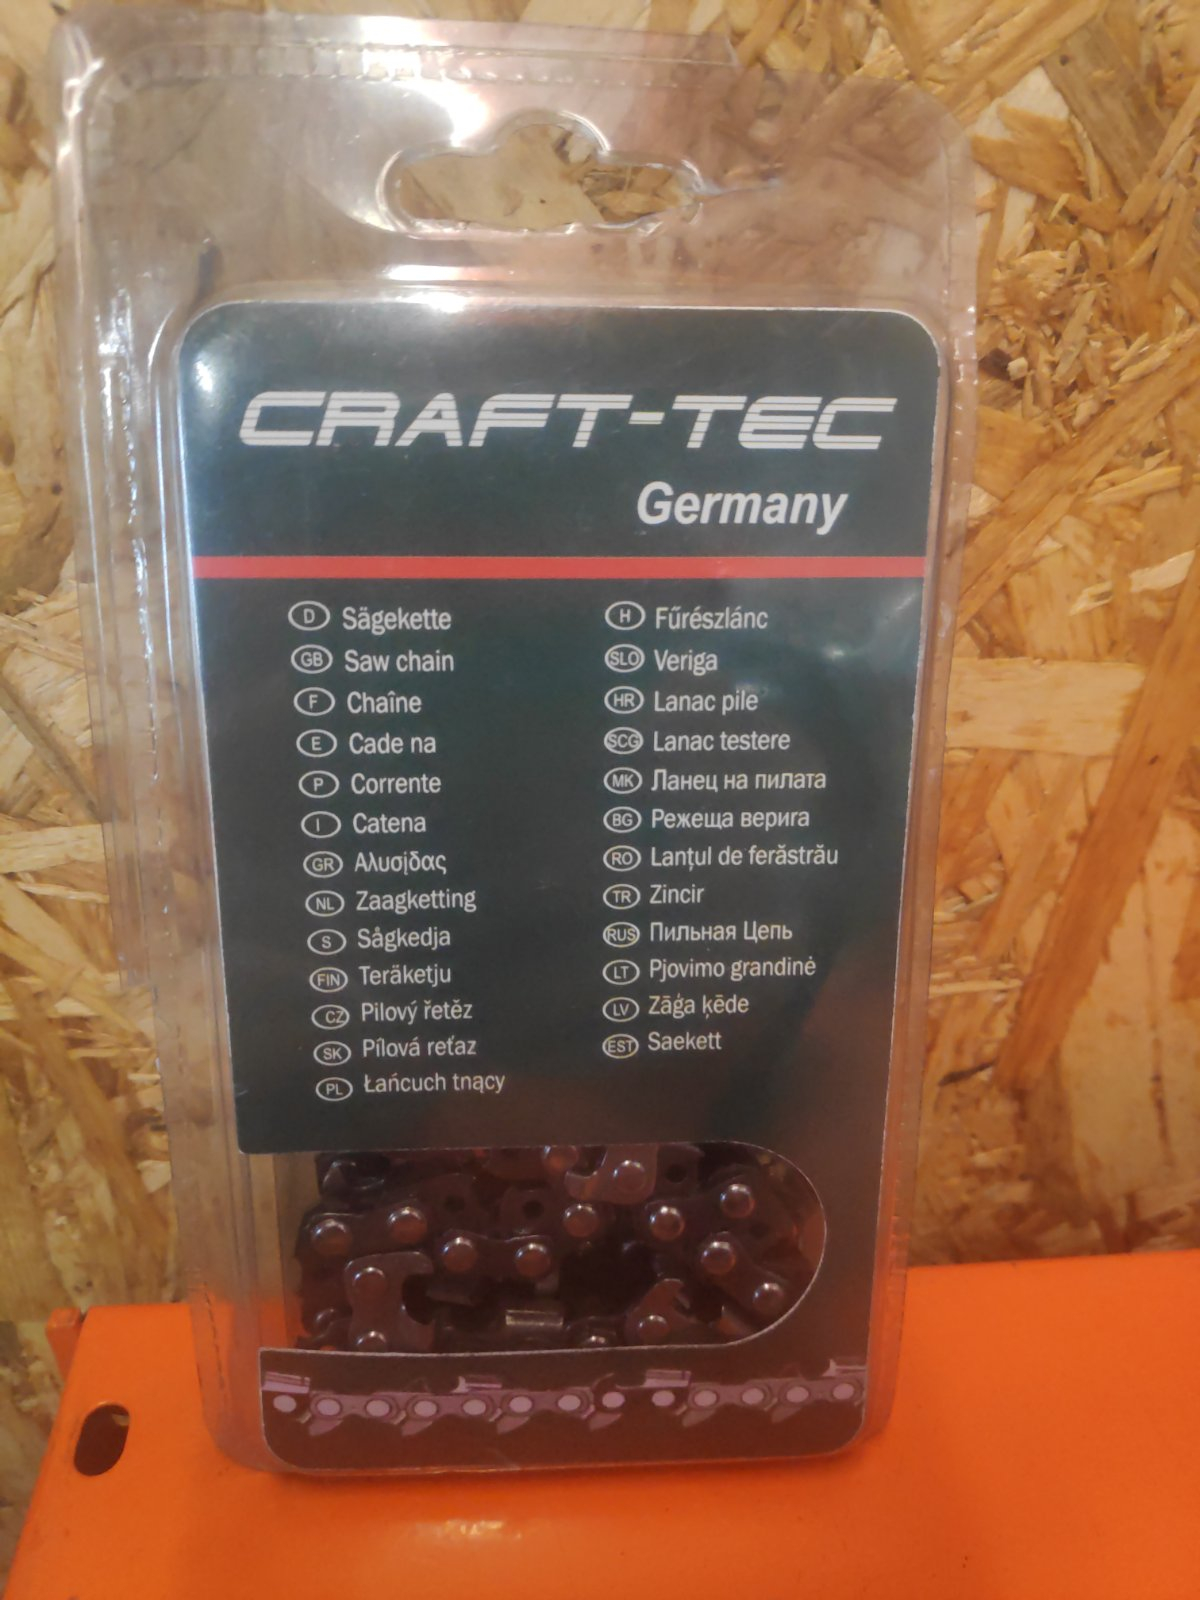 CRAFT-TEC
Germany
D Sägekette
GB Saw chain
F Chaîne
E Cade na
P Corrente
I Catena
GR Αλυσįδας
NL Zaagketting
S Sågkedja
FIN Teräketju
CZ Pilový řetěz
SK Pílová reťaz
PL Łańcuch tnący
H Fűrészlánc
SLO Veriga
HR Lanac pile
SCG Lanac testere
MK Ланец на пилата
BG Режеща верига
RO Lanțul de ferăstrău
TR Zincir
RUS Пильная Цепь
LT Pjovimo grandinė
LV Zāģa ķēde
EST Saekett